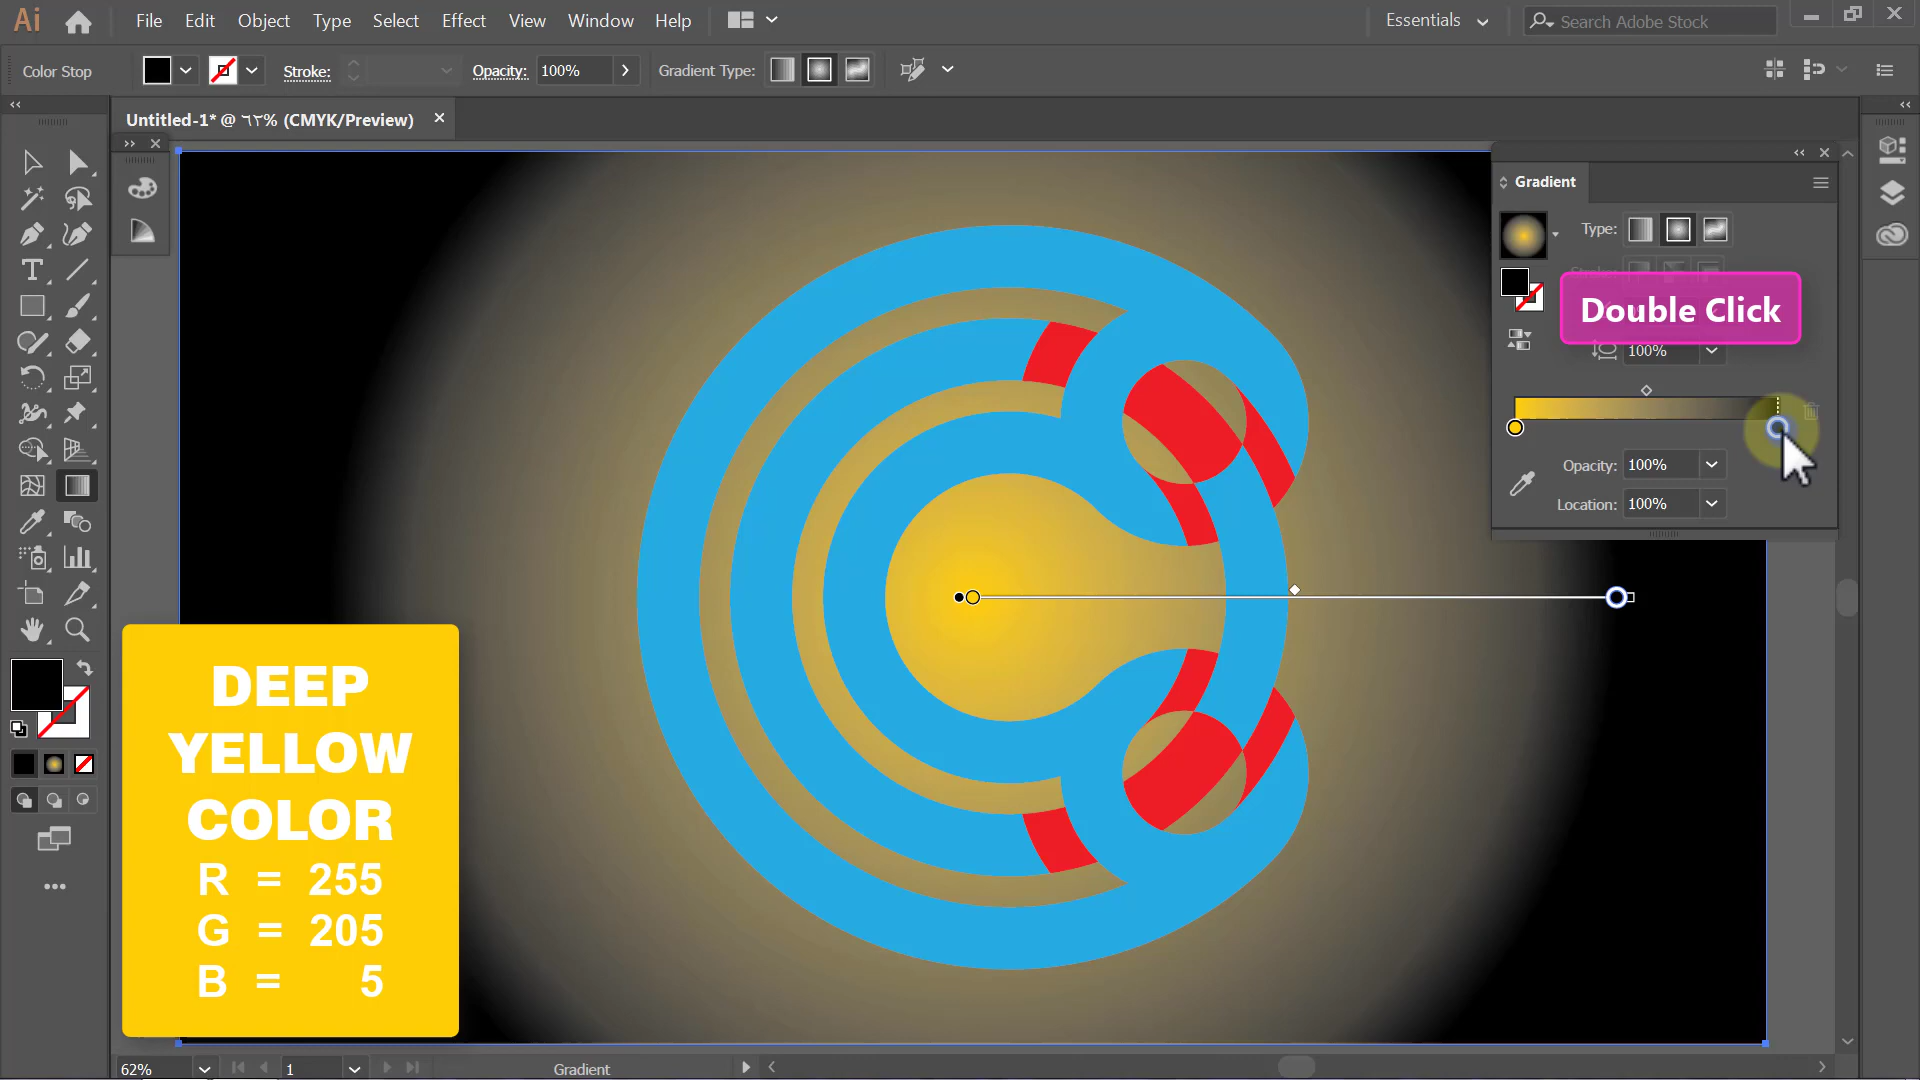 Ai File Edit Object Type Select Effect View Window Help Essentials Search Adobe Stock
Color Stop Stroke: Opacity: 100% Gradient Type:
Untitled-1* @ ٦٢% (CMYK/Preview)
Gradient
Type:
Double Click
100%
Opacity: 100%
Location: 100%
DEEP
YELLOW
COLOR
R = 255
G = 205
B = 5
62% 1 Gradient